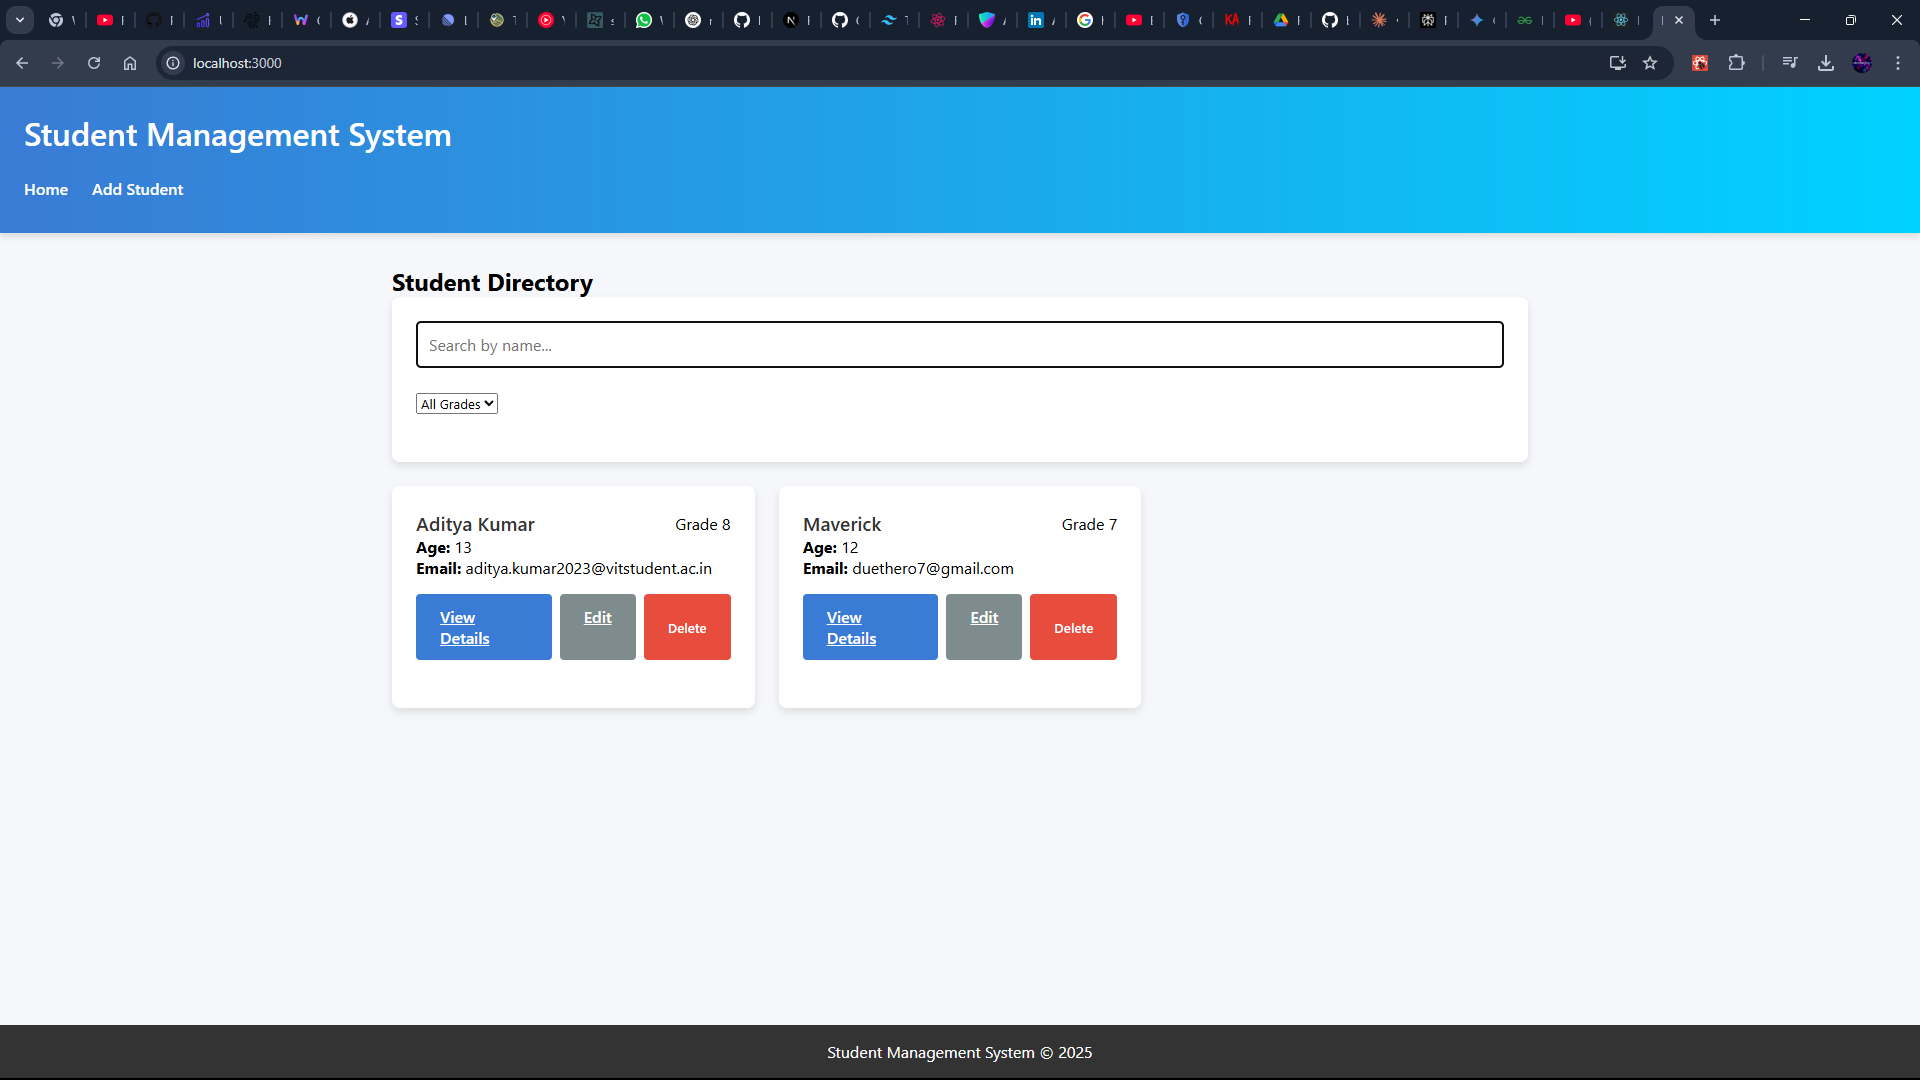 localhost:3000
Student Management System
Home Add Student
Student Directory
Search by name...
All Grades
Aditya Kumar Grade 8
Age: 13
Email: aditya.kumar2023@vitstudent.ac.in
View Details Edit Delete
Maverick Grade 7
Age: 12
Email: duethero7@gmail.com
View Details Edit Delete
Student Management System © 2025